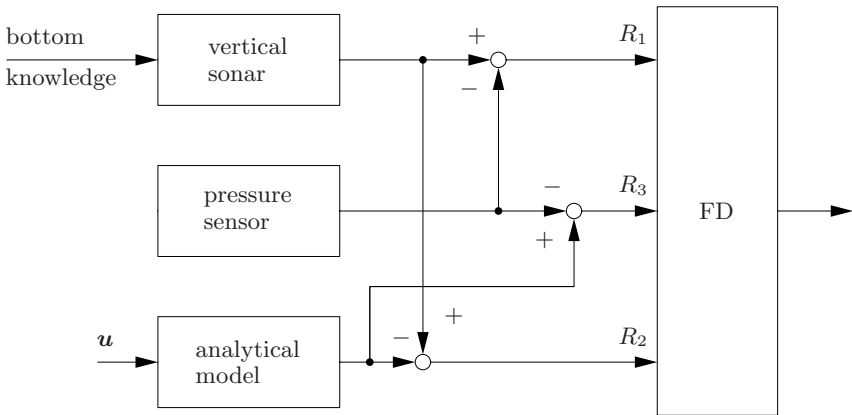 bottom
knowledge
vertical
sonar
+
−
R1
pressure
sensor
−
+
R3
FD
u
analytical
model
−
+
R2